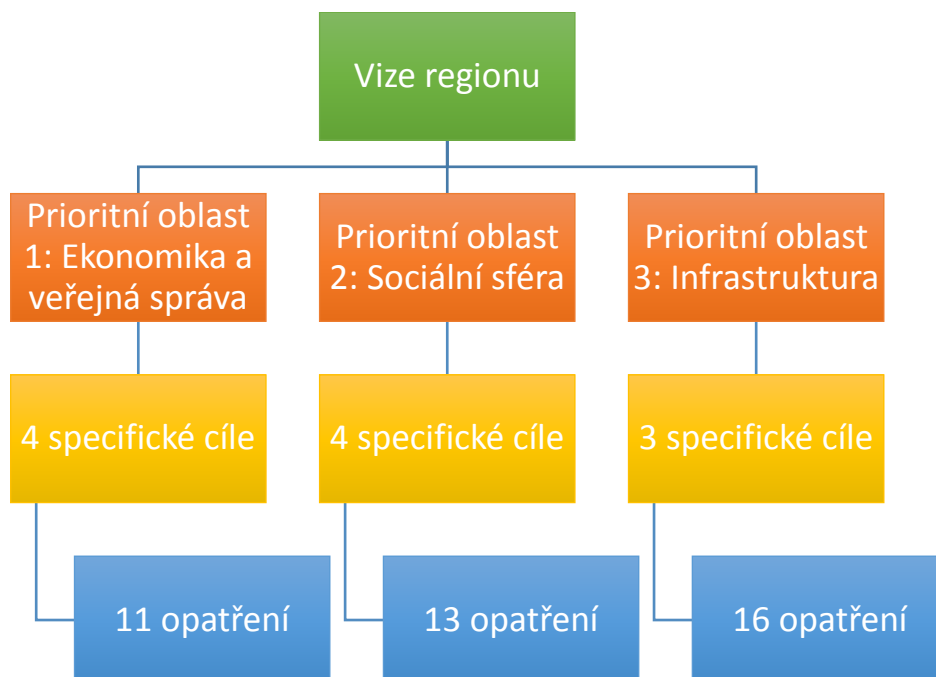 Vize regionu
Prioritní oblast
1: Ekonomika a
veřejná správa
Prioritní oblast
2: Sociální sféra
Prioritní oblast
3: Infrastruktura
4 specifické cíle
4 specifické cíle
3 specifické cíle
11 opatření
13 opatření
16 opatření